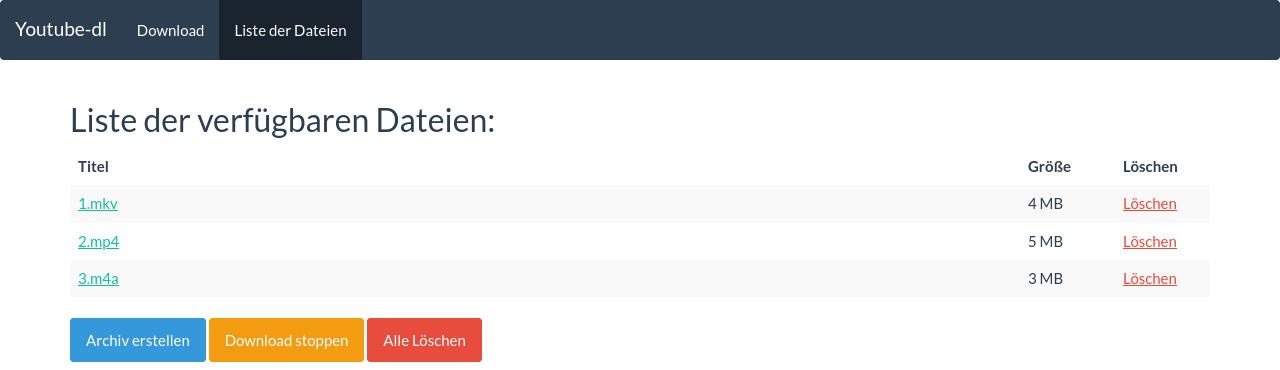 Youtube-dl Download Liste der Dateien
Liste der verfügbaren Dateien:
Titel Größe Löschen
1.mkv 4 MB Löschen
2.mp4 5 MB Löschen
3.m4a 3 MB Löschen
Archiv erstellen Download stoppen Alle Löschen